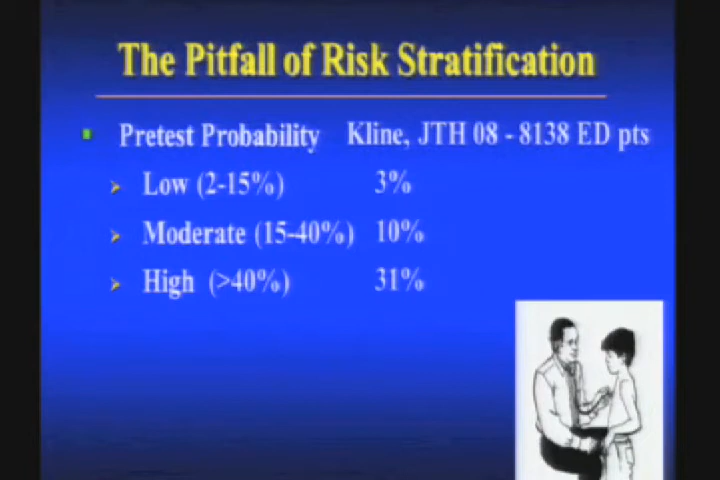 The Pitfall of Risk Stratification
Pretest Probability Kline, JTH 08 - 8138 ED pts
Low (2-15%) 3%
Moderate (15-40%) 10%
High (>40%) 31%